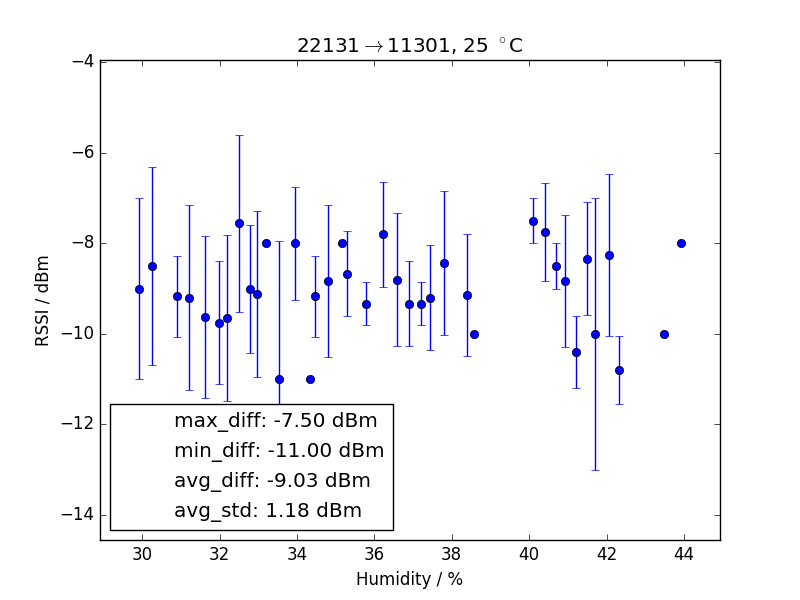 22131→11301, 25 °C
−4
−6
−8
−10
−12
−14
RSSI / dBm
max_diff: -7.50 dBm
min_diff: -11.00 dBm
avg_diff: -9.03 dBm
avg_std: 1.18 dBm
30 32 34 36 38 40 42 44
Humidity / %